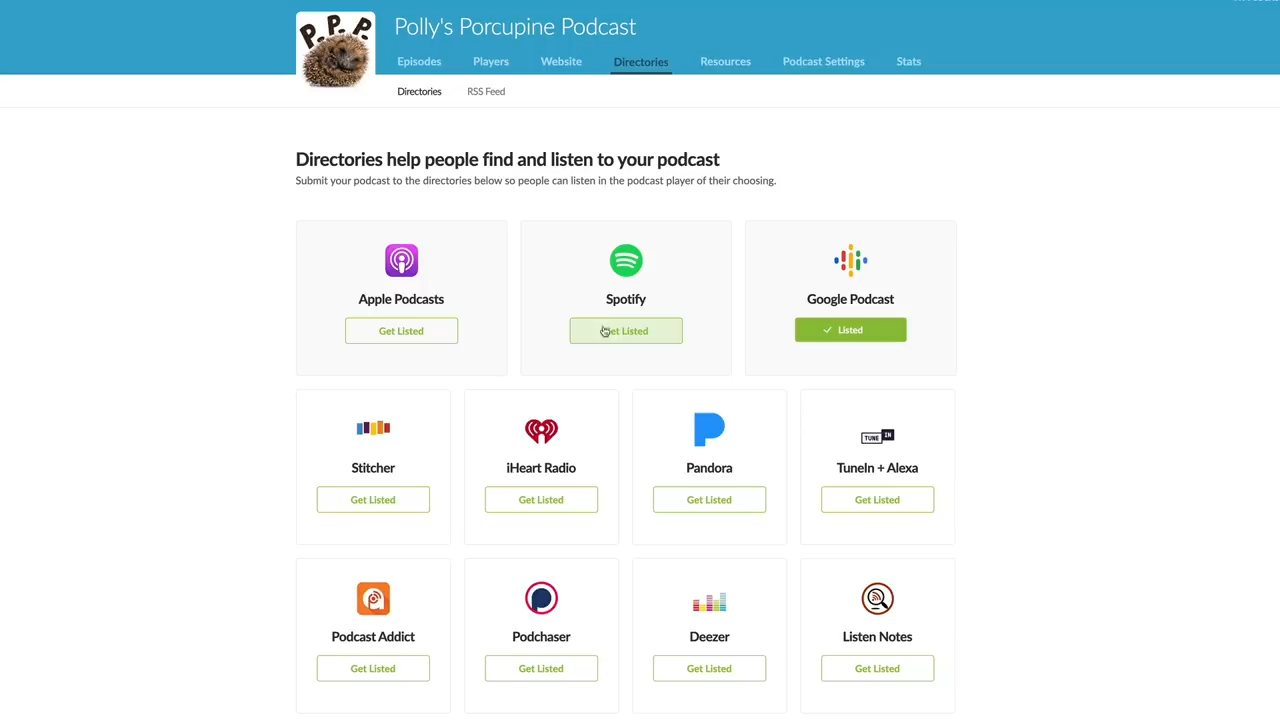 P. P. P.
Polly's Porcupine Podcast
Episodes Players Website Directories Resources Podcast Settings Stats
Directories RSS Feed
Directories help people find and listen to your podcast
Submit your podcast to the directories below so people can listen in the podcast player of their choosing.
Apple Podcasts Spotify Google Podcast
Get Listed Get Listed Listed
TUNE IN
Stitcher iHeart Radio Pandora TuneIn + Alexa
Get Listed Get Listed Get Listed Get Listed
Podcast Addict Podchaser Deezer Listen Notes
Get Listed Get Listed Get Listed Get Listed